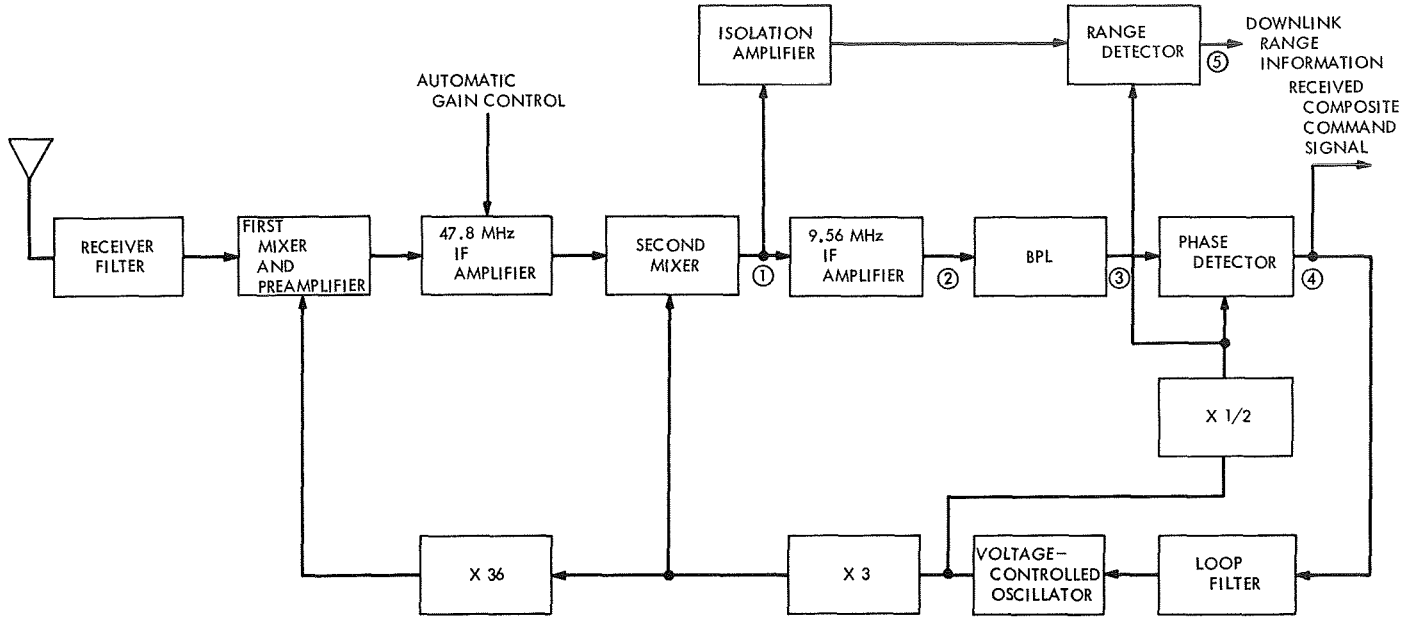 ISOLATION
AMPLIFIER
RANGE
DETECTOR
⑤
DOWNLINK
RANGE
INFORMATION
RECEIVED
COMPOSITE
COMMAND
SIGNAL
AUTOMATIC
GAIN CONTROL
RECEIVER
FILTER
FIRST
MIXER
AND
PREAMPLIFIER
47.8 MHz
IF
AMPLIFIER
SECOND
MIXER
①
9.56 MHz
IF
AMPLIFIER
②
BPL
③
PHASE
DETECTOR
④
X 1/2
X 36
X 3
VOLTAGE-
CONTROLLED
OSCILLATOR
LOOP
FILTER